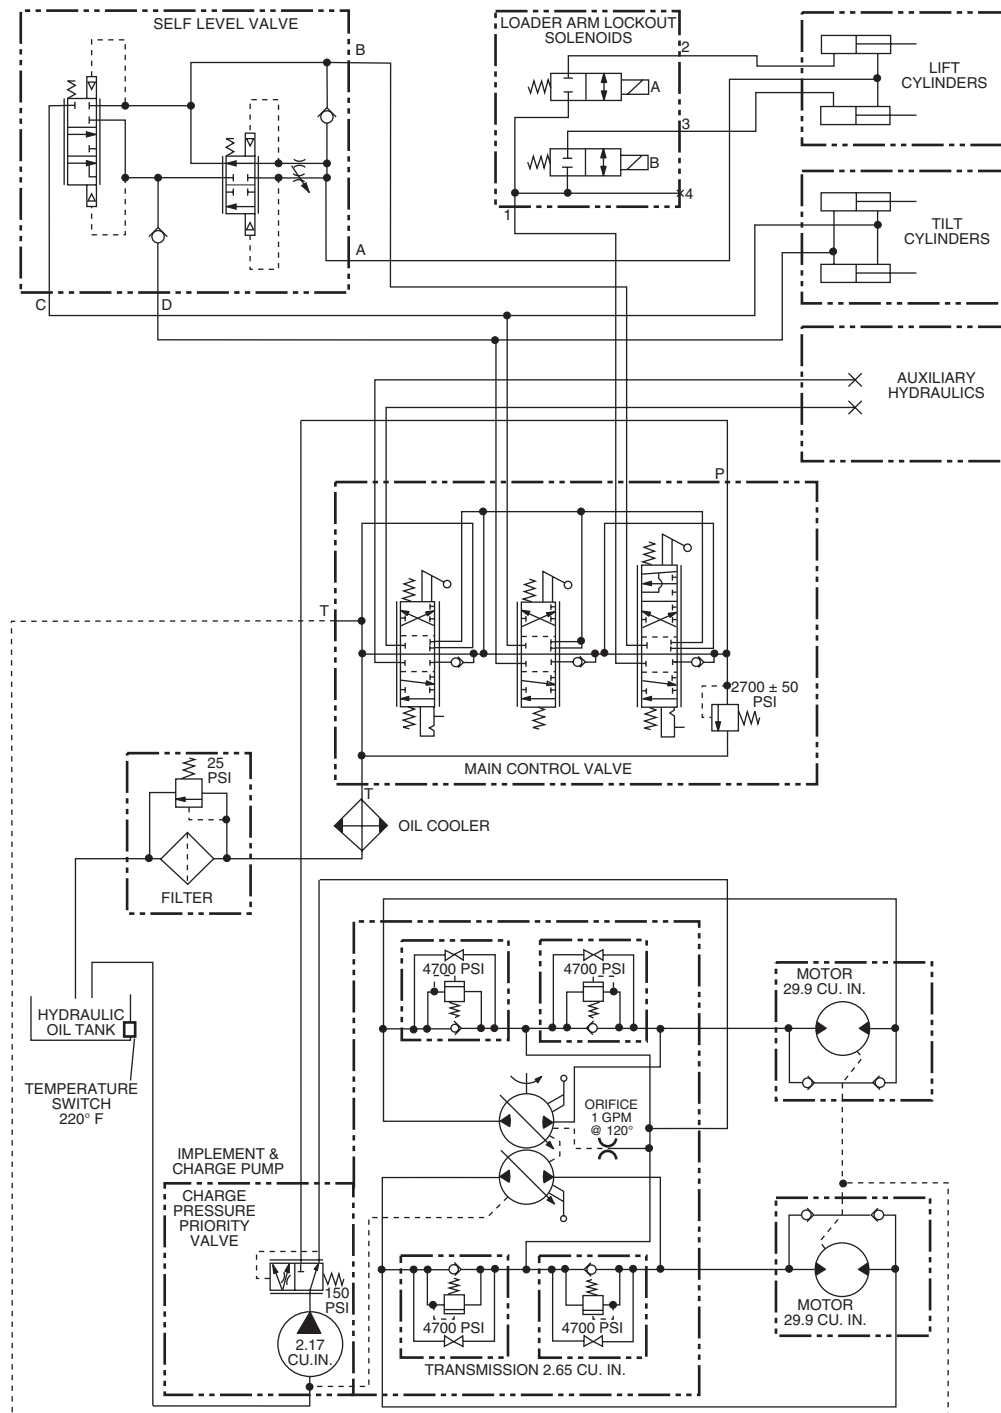 SELF LEVEL VALVE
LOADER ARM LOCKOUT
SOLENOIDS
B
2
A
3
B
4
1
LIFT
CYLINDERS
TILT
CYLINDERS
A
C
D
AUXILIARY
HYDRAULICS
P
T
2700 ± 50
PSI
MAIN CONTROL VALVE
T
25
PSI
OIL COOLER
FILTER
4700 PSI
4700 PSI
MOTOR
29.9 CU. IN.
HYDRAULIC
OIL TANK
TEMPERATURE
SWITCH
220° F
ORIFICE
1 GPM
@ 120°
IMPLEMENT &
CHARGE PUMP
CHARGE
PRESSURE
PRIORITY
VALVE
150
PSI
2.17
CU.IN.
4700 PSI
4700 PSI
MOTOR
29.9 CU. IN.
TRANSMISSION 2.65 CU. IN.